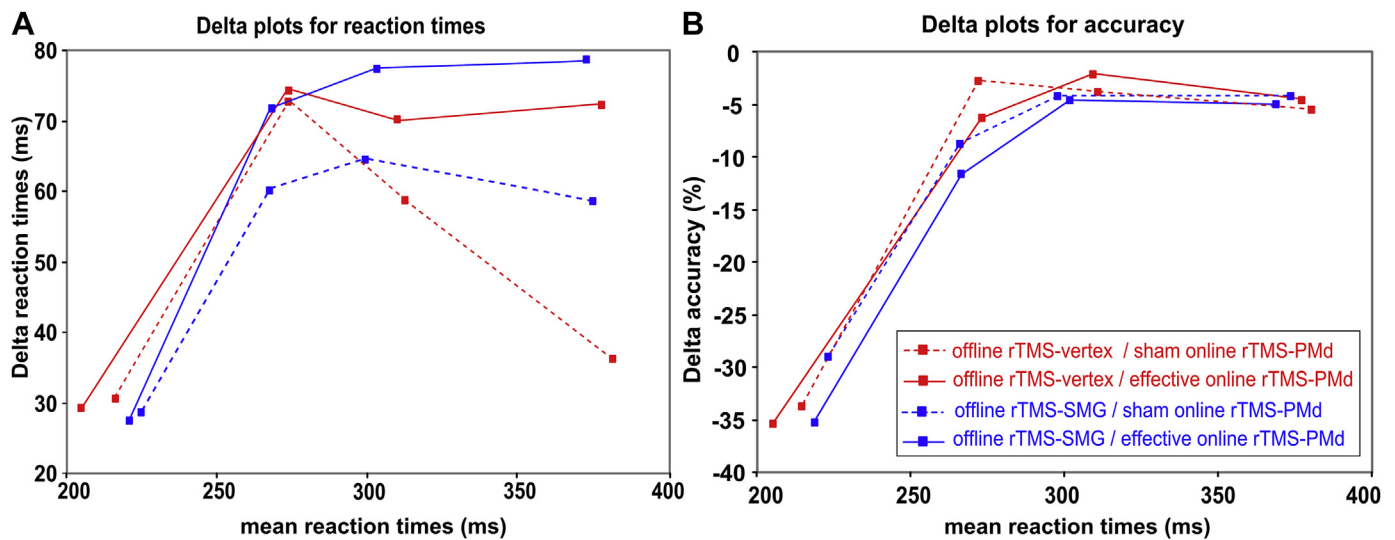 A
Delta plots for reaction times
Delta reaction times (ms)
80
70
60
50
40
30
20
200
250
300
350
400
mean reaction times (ms)
B
Delta plots for accuracy
Delta accuracy (%)
0
-5
-10
-15
-20
-25
-30
-35
-40
offline rTMS-vertex / sham online rTMS-PMd
offline rTMS-vertex / effective online rTMS-PMd
offline rTMS-SMG / sham online rTMS-PMd
offline rTMS-SMG / effective online rTMS-PMd
200
250
300
350
400
mean reaction times (ms)